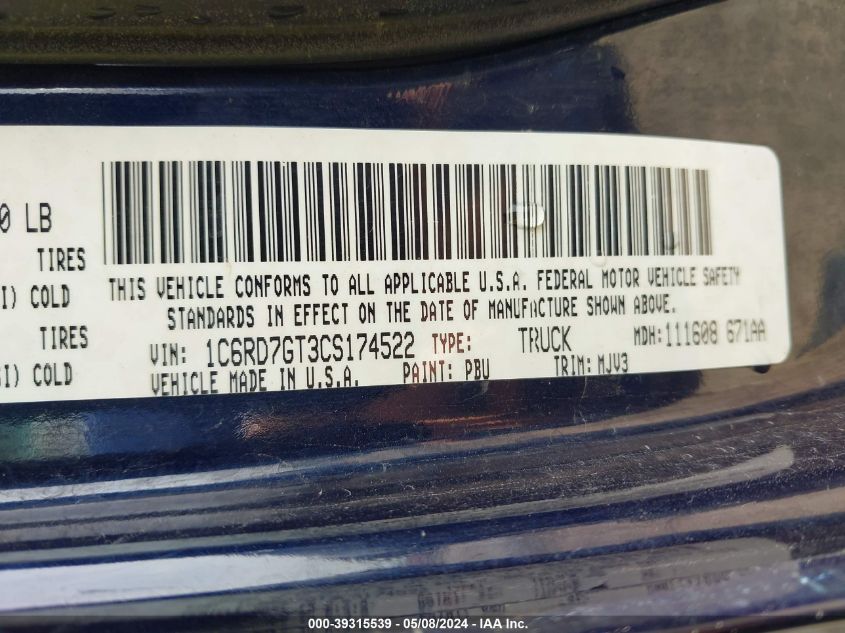 0 LB
TIRES
THIS VEHICLE CONFORMS TO ALL APPLICABLE U.S.A. FEDERAL MOTOR VEHICLE SAFETY
I) COLD
STANDARDS IN EFFECT ON THE DATE OF MANUFACTURE SHOWN ABOVE.
TIRES
VIN: 1C6RD7GT3CS174522 TYPE: TRUCK MDH: 111608 671AA
SI) COLD
VEHICLE MADE IN U.S.A. PAINT: PBU TRIM: MJV3
000-39315539 - 05/08/2024 - IAA Inc.